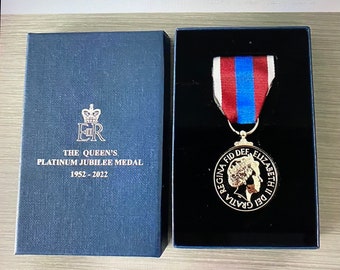 EIIR
THE QUEEN'S
PLATINUM JUBILEE MEDAL
1952 - 2022
ELIZABETH II DEI GRATIA REGINA FID DEF